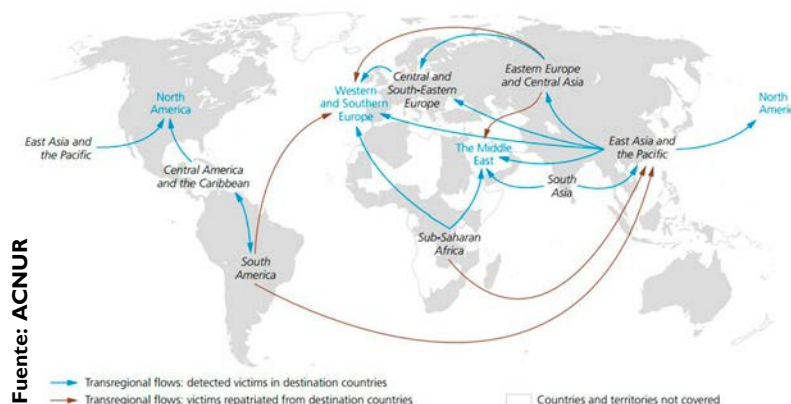 North
America
East Asia and
the Pacific
Central America
and the Caribbean
South
America
Western
and Southern
Europe
Central and
South-Eastern
Europe
Eastern Europe
and Central Asia
The Middle
East
South
Asia
East Asia and
the Pacific
Sub-Saharan
Africa
North
Americ
Fuente: ACNUR
Transregional flows: detected victims in destination countries
Transregional flows: victims repatriated from destination countries
Countries and territories not covered